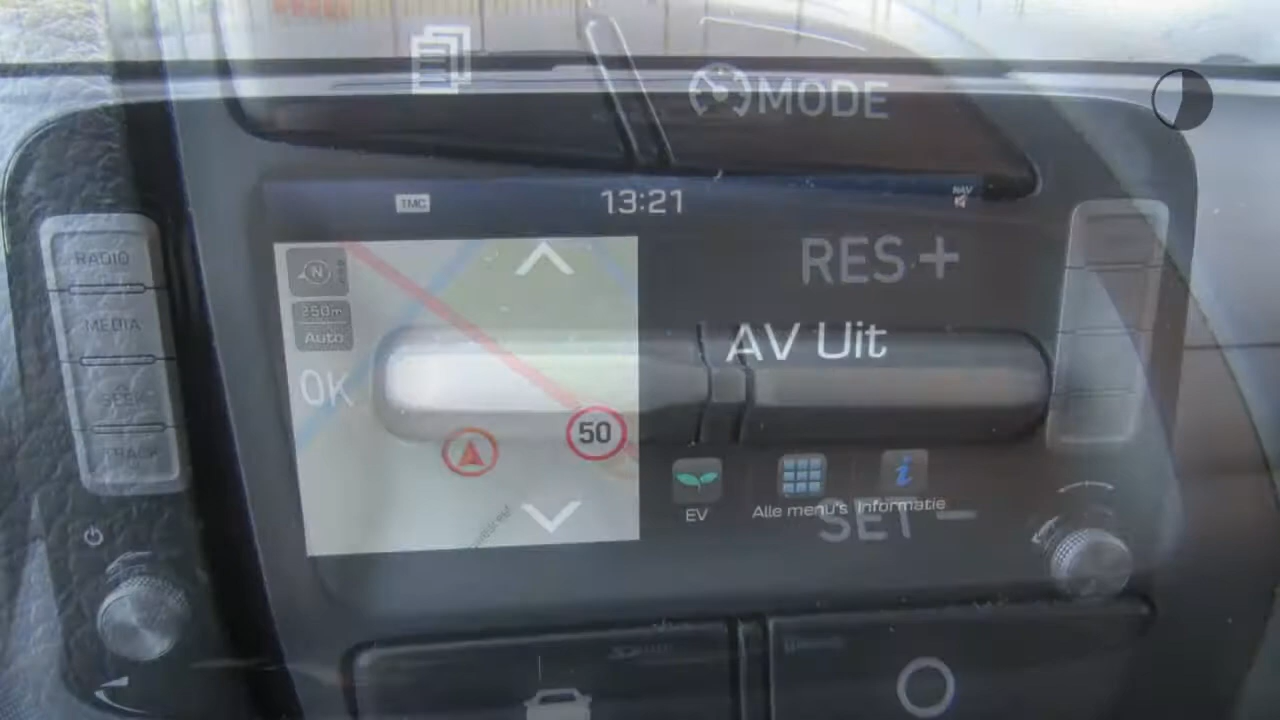 MODE
TMC
13:21
NAV
RADIO
RES +
N
250m
MEDIA
Auto
AV Uit
OK
SEEK
50
TRACK
EV
Alle menu's
Informatie
SET −